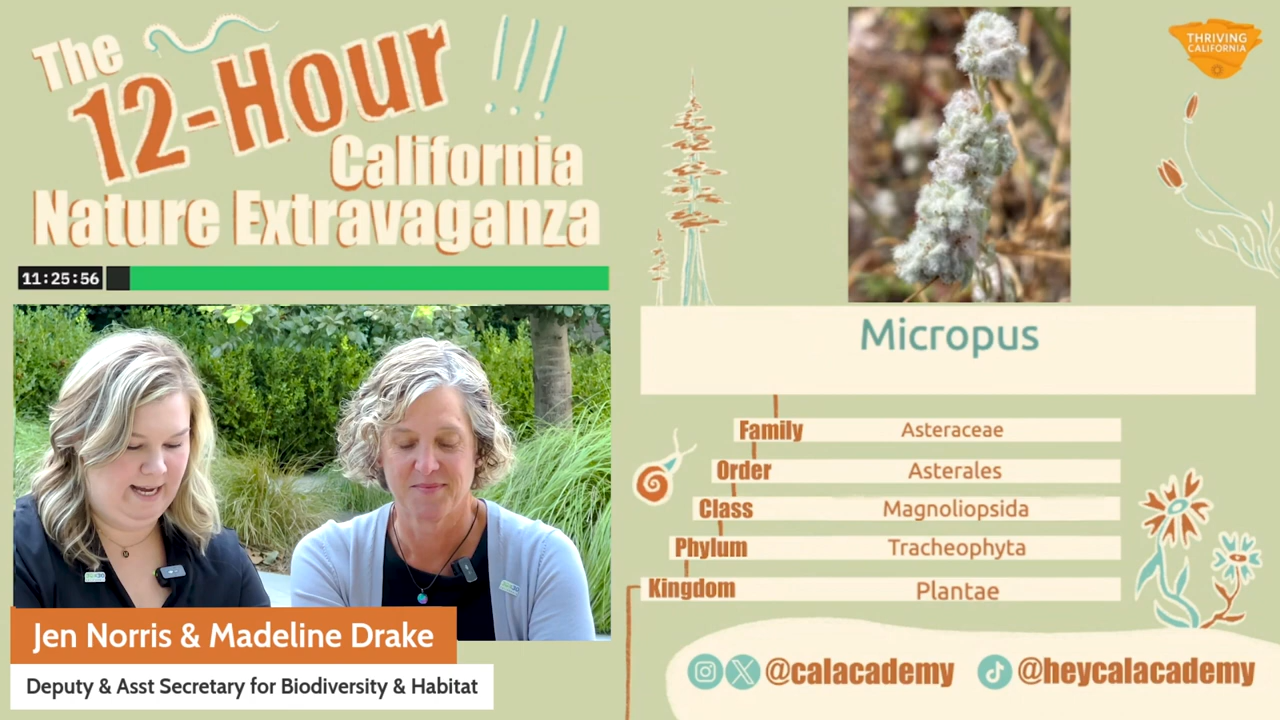 The
12-Hour
!!!
California
Nature Extravaganza
11:25:56
Jen Norris & Madeline Drake
Deputy & Asst Secretary for Biodiversity & Habitat
THRIVING
CALIFORNIA
Micropus
Family Asteraceae
Order Asterales
Class Magnoliopsida
Phylum Tracheophyta
Kingdom Plantae
@calacademy @heycalacademy